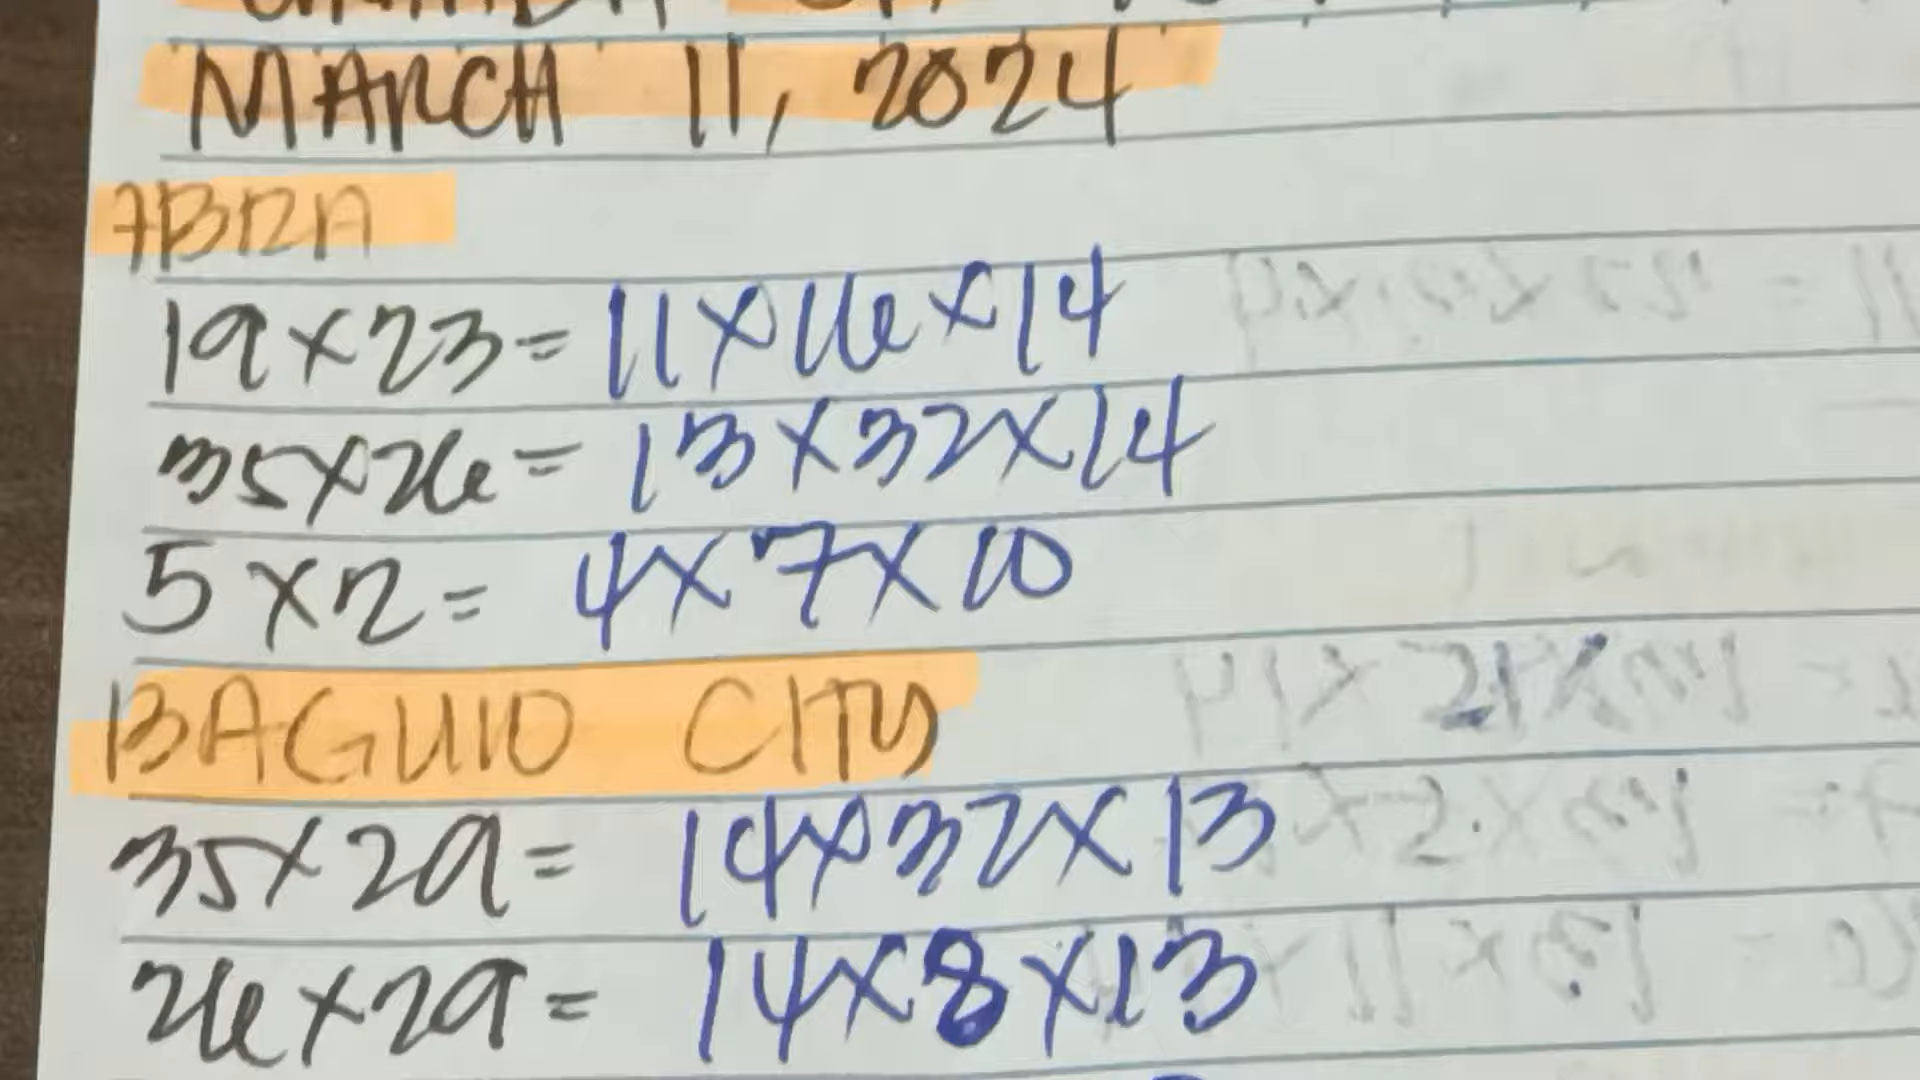 MARCH 11, 2024
ABRA
19 x 23 = 11 x 16 x 14
35 x 26 = 13 x 32 x 14
5 x 2 = 4 x 7 x 10
BAGUIO CITY
35 x 29 = 14 x 32 x 13
26 x 29 = 14 x 8 x 13